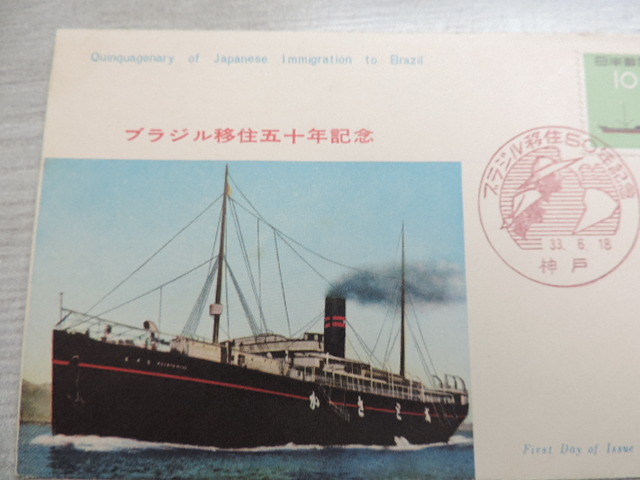 Quinquagenary of Japanese Immigration to Brazil
ブラジル移住五十年記念
10
ブラジル移住50年記念
33. 6. 18
神戸
かさとま
First Day of Issue